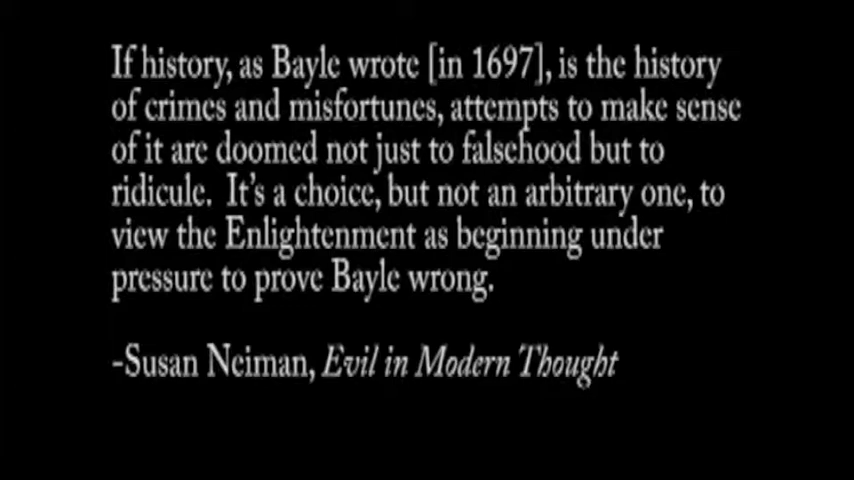 If history, as Bayle wrote [in 1697], is the history
of crimes and misfortunes, attempts to make sense
of it are doomed not just to falsehood but to
ridicule.  It's a choice, but not an arbitrary one, to
view the Enlightenment as beginning under
pressure to prove Bayle wrong.
-Susan Neiman, Evil in Modern Thought